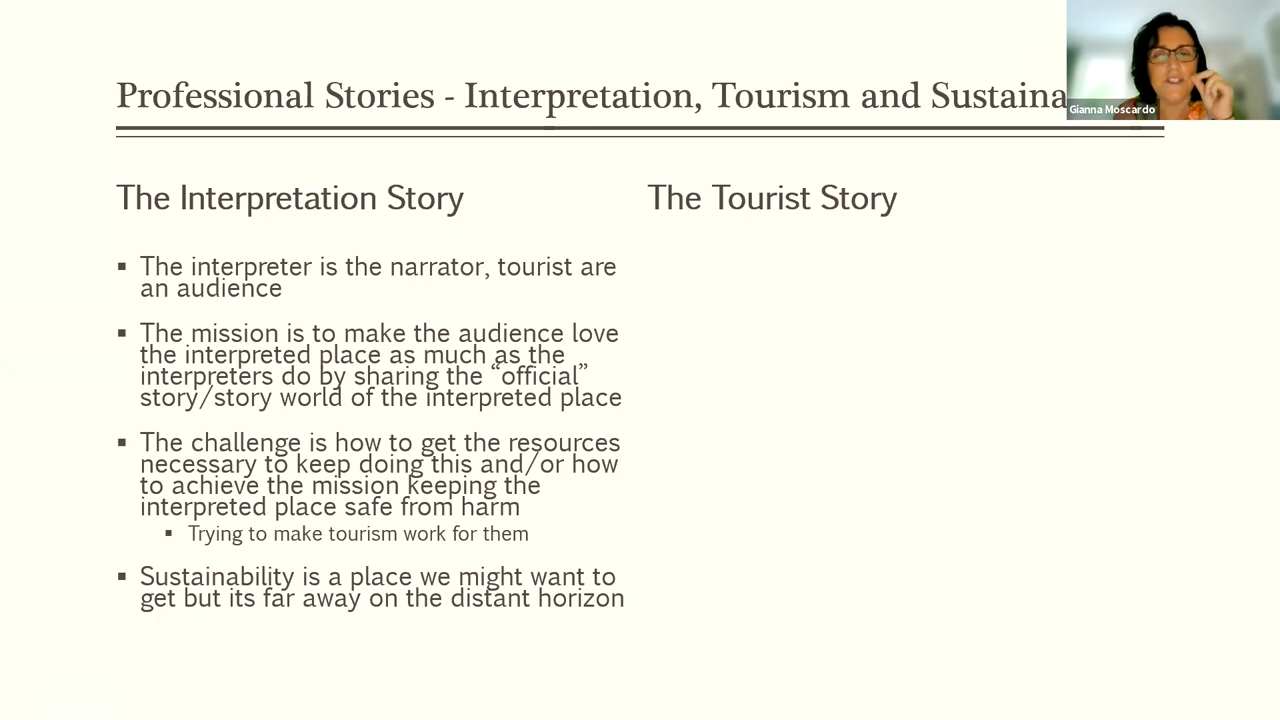 Professional Stories - Interpretation, Tourism and Sustaina
Gianna Moscardo
The Interpretation Story
The Tourist Story
▪ The interpreter is the narrator, tourist are
an audience
▪ The mission is to make the audience love
the interpreted place as much as the
interpreters do by sharing the “official”
story/story world of the interpreted place
▪ The challenge is how to get the resources
necessary to keep doing this and/or how
to achieve the mission keeping the
interpreted place safe from harm
▪ Trying to make tourism work for them
▪ Sustainability is a place we might want to
get but its far away on the distant horizon